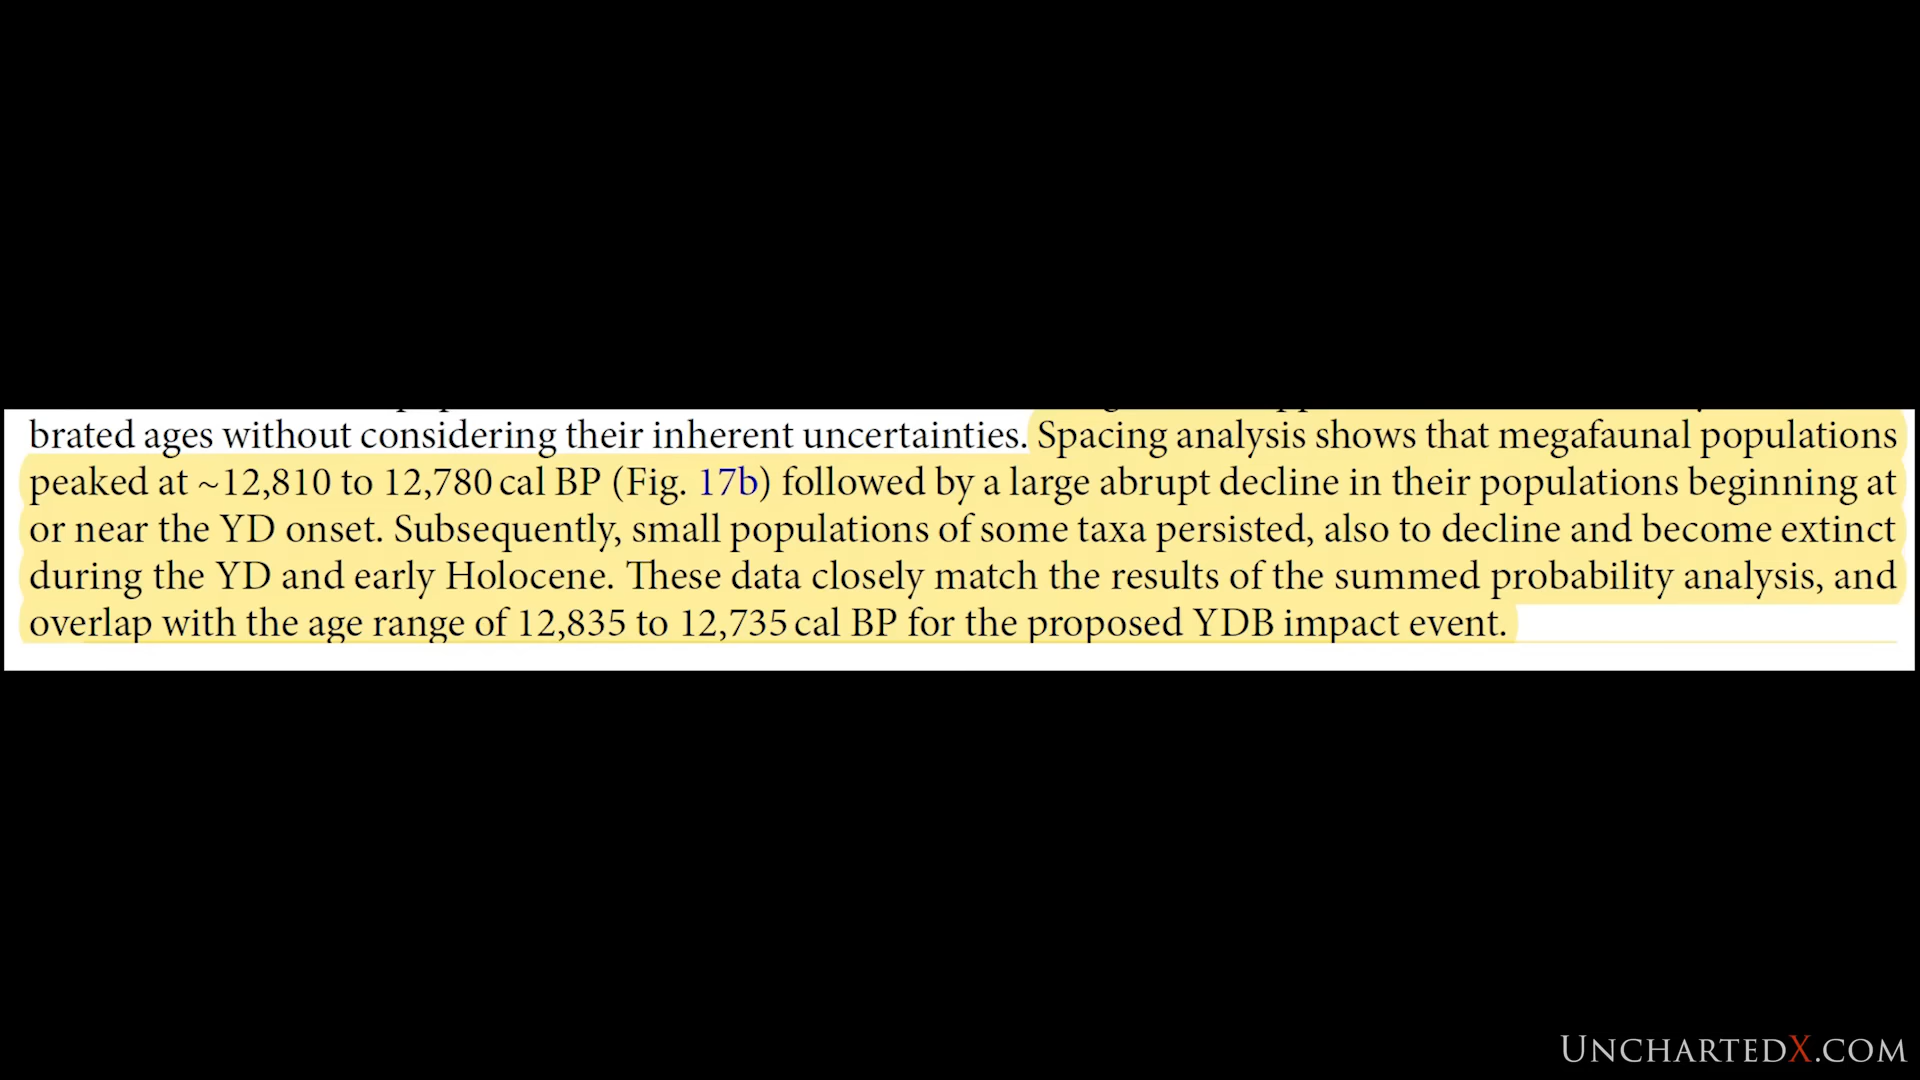 brated ages without considering their inherent uncertainties. Spacing analysis shows that megafaunal populations
peaked at ~12,810 to 12,780 cal BP (Fig. 17b) followed by a large abrupt decline in their populations beginning at
or near the YD onset. Subsequently, small populations of some taxa persisted, also to decline and become extinct
during the YD and early Holocene. These data closely match the results of the summed probability analysis, and
overlap with the age range of 12,835 to 12,735 cal BP for the proposed YDB impact event.
UNCHARTEDX.COM